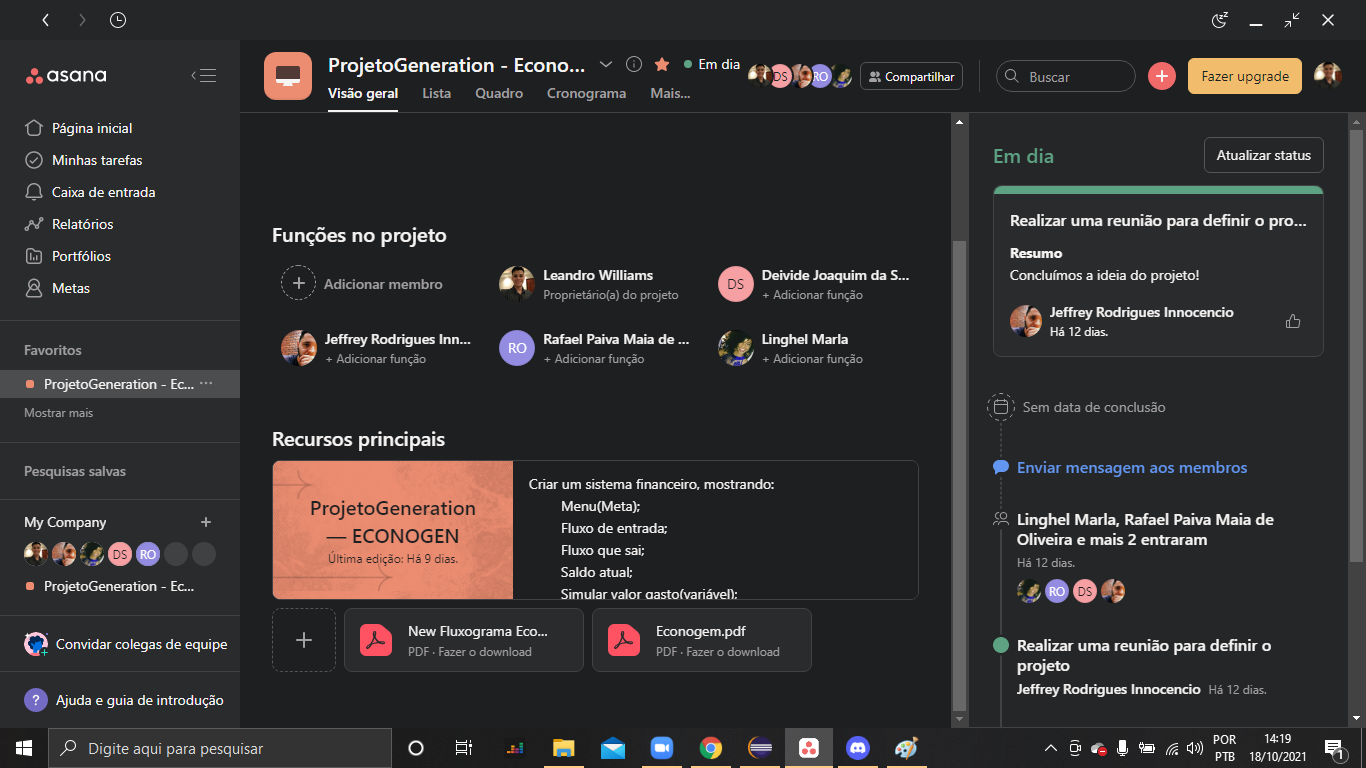 asana
Página inicial
Minhas tarefas
Caixa de entrada
Relatórios
Portfólios
Metas
Favoritos
ProjetoGeneration - Ec...
Mostrar mais
Pesquisas salvas
My Company
DS
RO
ProjetoGeneration - Ec...
Convidar colegas de equipe
?
Ajuda e guia de introdução
ProjetoGeneration - Econo...
Em dia
DS
RO
Compartilhar
Buscar
Fazer upgrade
Visão geral
Lista
Quadro
Cronograma
Mais...
Funções no projeto
Adicionar membro
Leandro Williams
Proprietário(a) do projeto
DS
Deivide Joaquim da S...
+ Adicionar função
Jeffrey Rodrigues Inn...
+ Adicionar função
RO
Rafael Paiva Maia de ...
+ Adicionar função
Linghel Marla
+ Adicionar função
Recursos principais
ProjetoGeneration
— ECONOGEN
Última edição: Há 9 dias.
Criar um sistema financeiro, mostrando:
Menu(Meta);
Fluxo de entrada;
Fluxo que sai;
Saldo atual;
Simular valor gasto(variável);
New Fluxograma Eco...
PDF · Fazer o download
Econogem.pdf
PDF · Fazer o download
Em dia
Atualizar status
Realizar uma reunião para definir o pro...
Resumo
Concluímos a ideia do projeto!
Jeffrey Rodrigues Innocencio
Há 12 dias.
Sem data de conclusão
Enviar mensagem aos membros
Linghel Marla, Rafael Paiva Maia de
Oliveira e mais 2 entraram
Há 12 dias.
RO
DS
Realizar uma reunião para definir o
projeto
Jeffrey Rodrigues Innocencio Há 12 dias.
Digite aqui para pesquisar
POR
PTB
14:19
18/10/2021
1